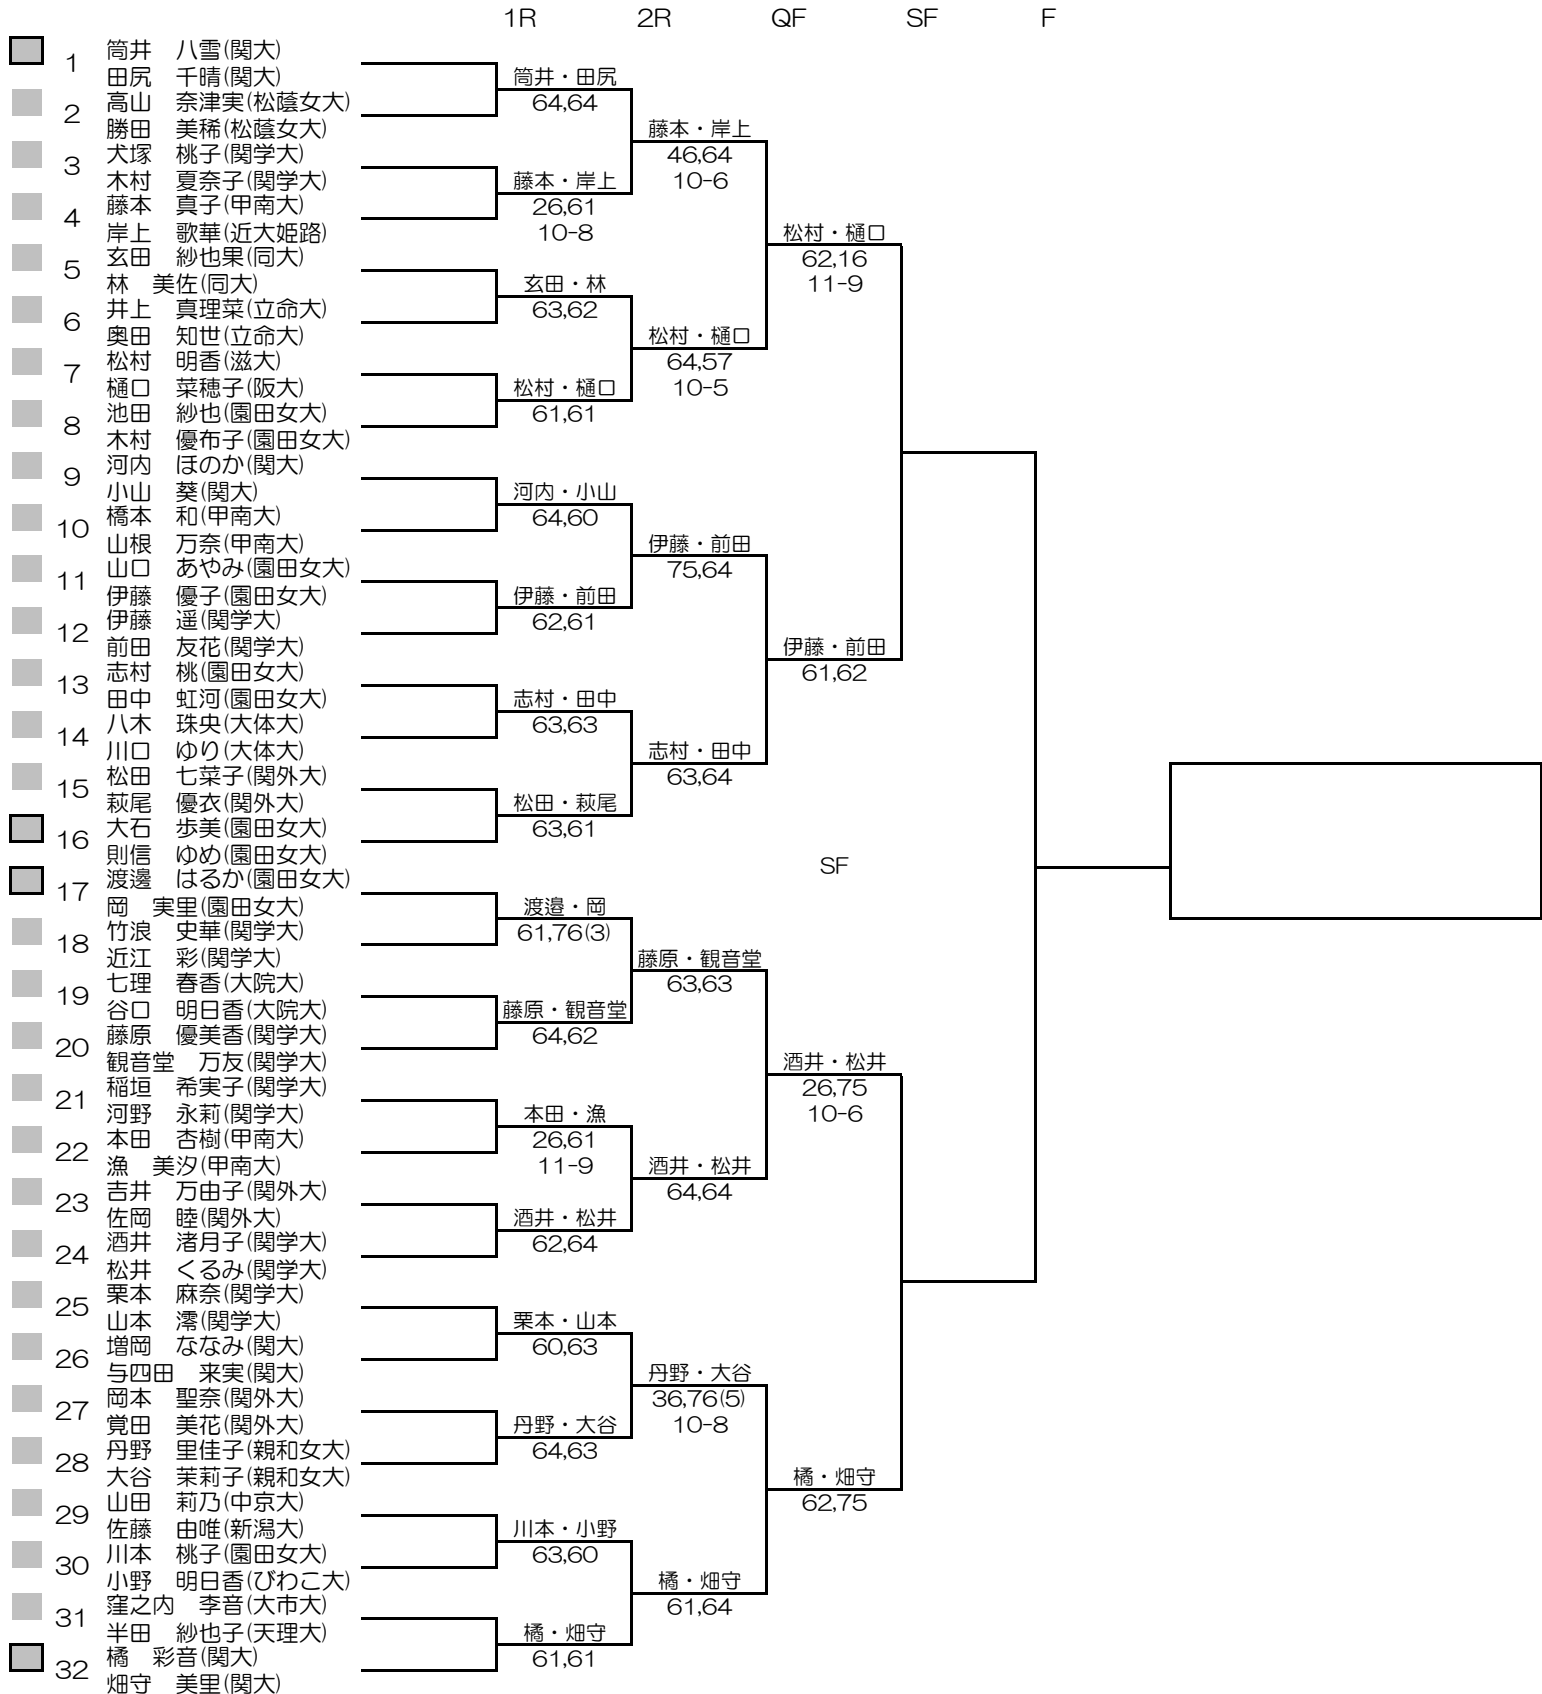 1R 2R QF SF F
1 筒井 八雪(関大)
田尻 千晴(関大)
2 高山 奈津実(松蔭女大)
勝田 美稀(松蔭女大)
3 犬塚 桃子(関学大)
木村 夏奈子(関学大)
4 藤本 真子(甲南大)
岸上 歌華(近大姫路)
5 玄田 紗也果(同大)
林 美佐(同大)
6 井上 真理菜(立命大)
奥田 知世(立命大)
7 松村 明香(滋大)
樋口 菜穂子(阪大)
8 池田 紗也(園田女大)
木村 優布子(園田女大)
9 河内 ほのか(関大)
小山 葵(関大)
10 橋本 和(甲南大)
山根 万奈(甲南大)
11 山口 あやみ(園田女大)
伊藤 優子(園田女大)
12 伊藤 遥(関学大)
前田 友花(関学大)
13 志村 桃(園田女大)
田中 虹河(園田女大)
14 八木 珠央(大体大)
川口 ゆり(大体大)
15 松田 七菜子(関外大)
萩尾 優衣(関外大)
16 大石 歩美(園田女大)
則信 ゆめ(園田女大)
17 渡邉 はるか(園田女大)
岡 実里(園田女大)
18 竹浪 史華(関学大)
近江 彩(関学大)
19 七理 春香(大院大)
谷口 明日香(大院大)
20 藤原 優美香(関学大)
観音堂 万友(関学大)
21 稲垣 希実子(関学大)
河野 永莉(関学大)
22 本田 杏樹(甲南大)
漁 美汐(甲南大)
23 吉井 万由子(関外大)
佐岡 睦(関外大)
24 酒井 渚月子(関学大)
松井 くるみ(関学大)
25 栗本 麻奈(関学大)
山本 澪(関学大)
26 増岡 ななみ(関大)
与四田 来実(関大)
27 岡本 聖奈(関外大)
覚田 美花(関外大)
28 丹野 里佳子(親和女大)
大谷 茉莉子(親和女大)
29 山田 莉乃(中京大)
佐藤 由唯(新潟大)
30 川本 桃子(園田女大)
小野 明日香(びわこ大)
31 窪之内 李音(大市大)
半田 紗也子(天理大)
32 橘 彩音(関大)
畑守 美里(関大)
筒井・田尻
64,64
藤本・岸上
26,61
10-8
玄田・林
63,62
松村・樋口
61,61
河内・小山
64,60
伊藤・前田
62,61
志村・田中
63,63
松田・萩尾
63,61
渡邉・岡
61,76(3)
藤原・観音堂
64,62
本田・漁
26,61
11-9
酒井・松井
62,64
栗本・山本
60,63
丹野・大谷
64,63
川本・小野
63,60
橘・畑守
61,61
藤本・岸上
46,64
10-6
松村・樋口
64,57
10-5
伊藤・前田
75,64
志村・田中
63,64
藤原・観音堂
63,63
酒井・松井
64,64
丹野・大谷
36,76(5)
10-8
橘・畑守
61,64
松村・樋口
62,16
11-9
伊藤・前田
61,62
SF
酒井・松井
26,75
10-6
橘・畑守
62,75